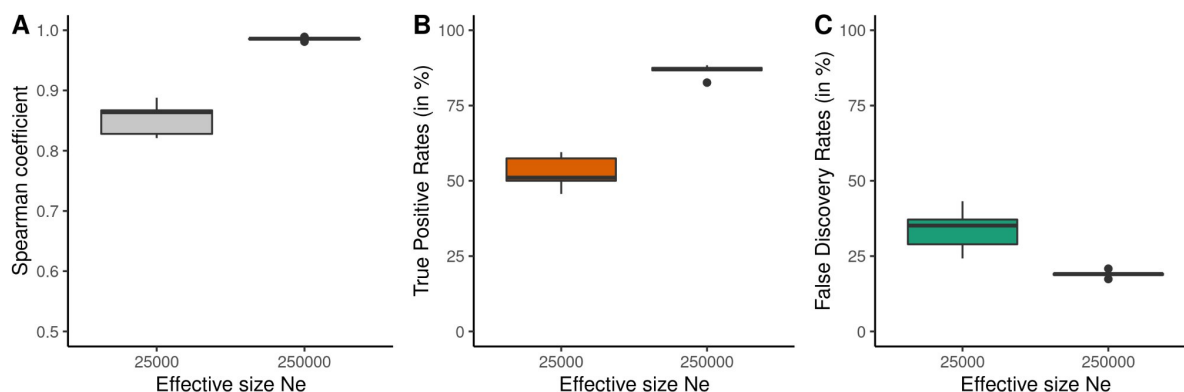 A
Spearman coefficient
1.0
0.9
0.8
0.7
0.6
0.5
25000
250000
Effective size Ne
B
True Positive Rates (in %)
100
75
50
25
0
25000
250000
Effective size Ne
C
False Discovery Rates (in %)
100
75
50
25
0
25000
250000
Effective size Ne